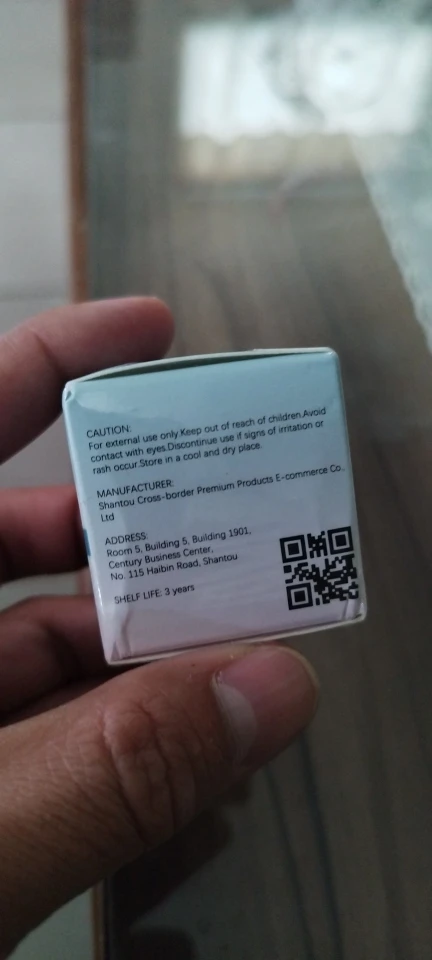 CAUTION:
For external use only.Keep out of reach of children.Avoid
contact with eyes.Discontinue use if signs of irritation or
rash occur.Store in a cool and dry place.
MANUFACTURER:
Shantou Cross-border Premium Products E-commerce Co.,
Ltd
ADDRESS:
Room 5, Building 5, Building 1901,
Century Business Center,
No. 115 Haibin Road, Shantou
SHELF LIFE: 3 years